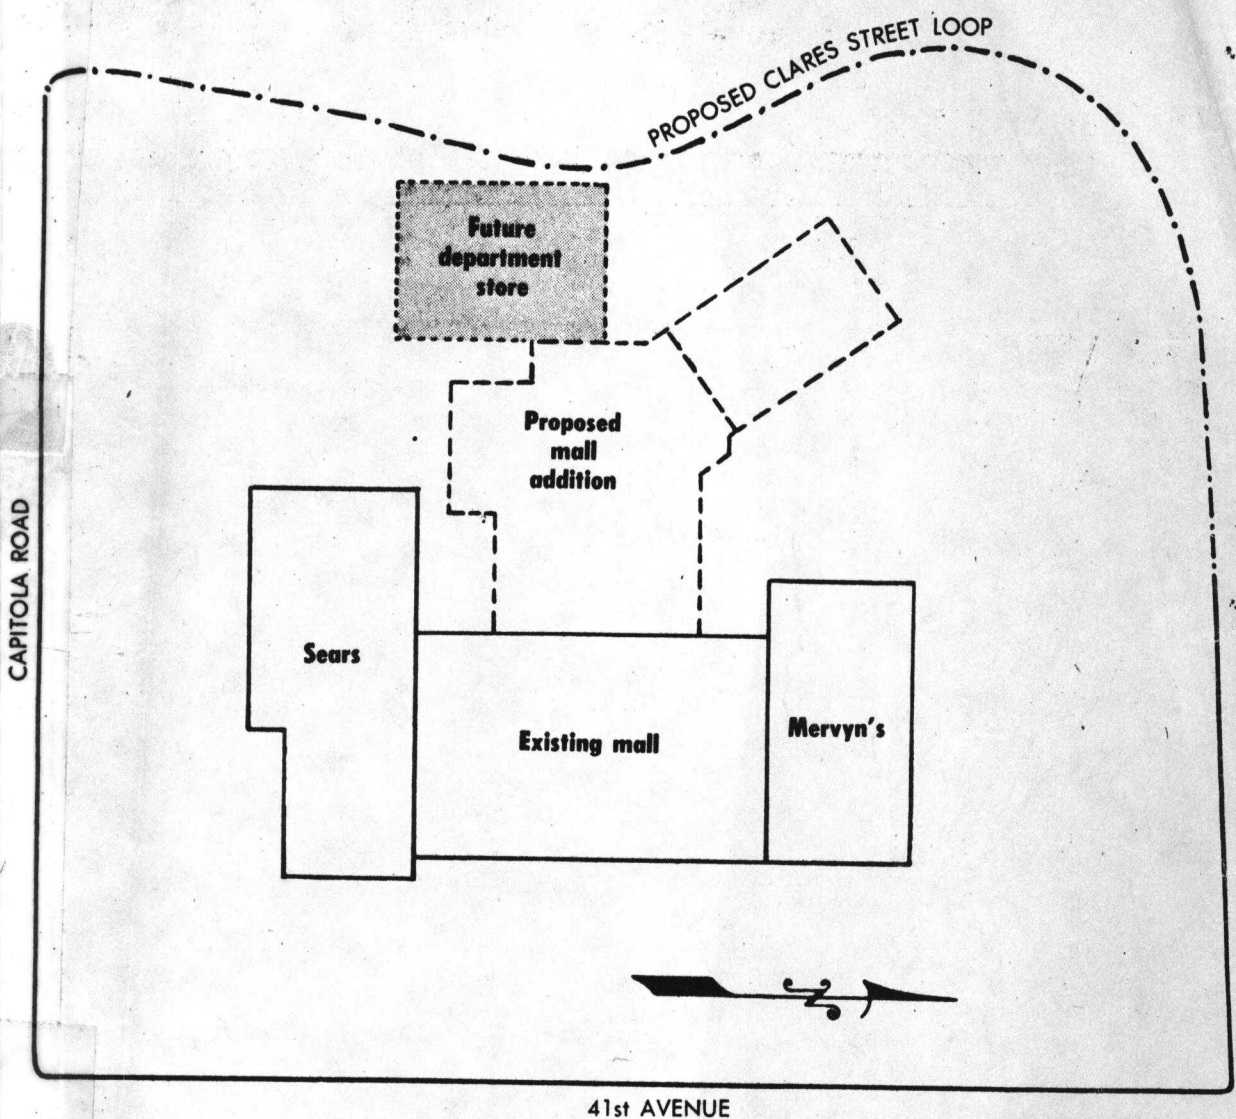 PROPOSED CLARES STREET LOOP
Future
department
store
Proposed
mall
addition
CAPITOLA ROAD
Sears
Existing mall
Mervyn's
N
41st AVENUE